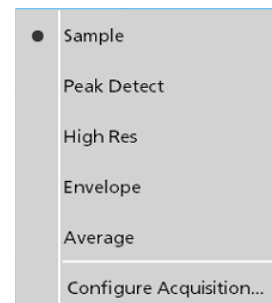 Sample
Peak Detect
High Res
Envelope
Average
Configure Acquisition...